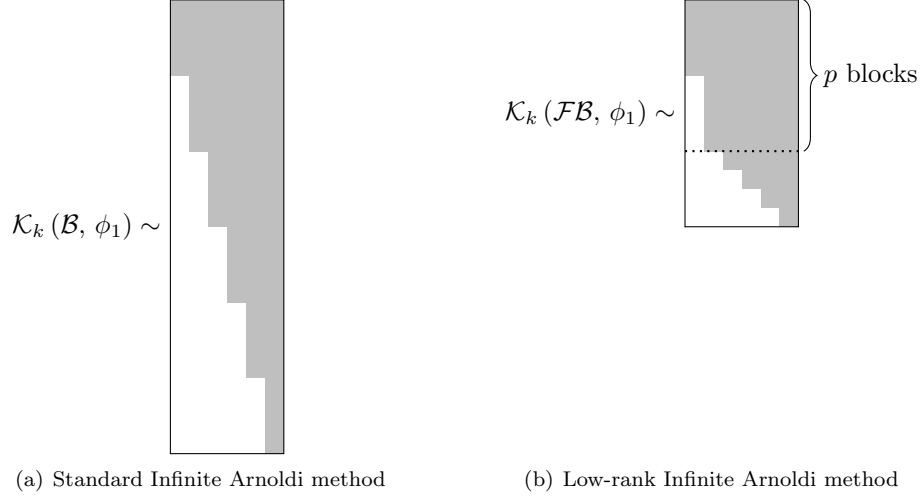 𝒦ₖ (ℬ, ϕ₁) ∼
(a) Standard Infinite Arnoldi method
𝒦ₖ (ℱℬ, ϕ₁) ∼
p blocks
(b) Low-rank Infinite Arnoldi method